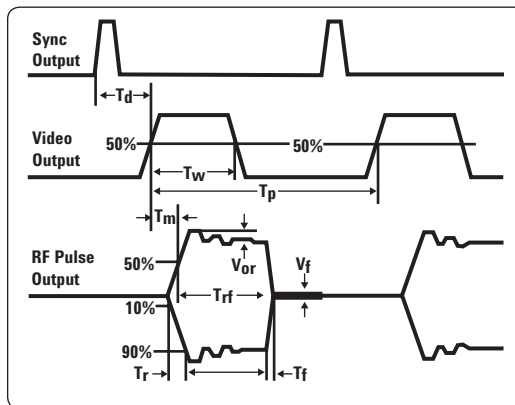 Sync
Output
Td
Video
Output
50%
50%
Tw
Tp
Tm
RF Pulse
Output
50%
Vor
Vf
Trf
10%
90%
Tr
Tf